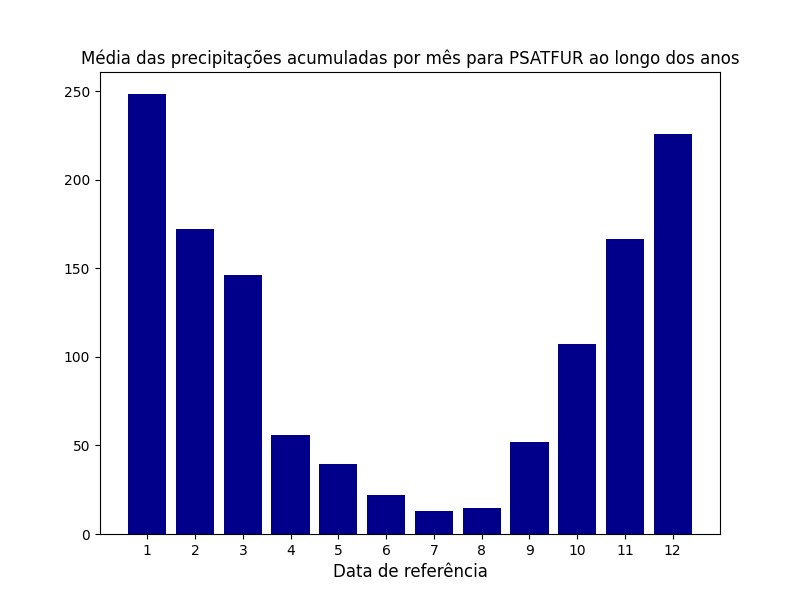 Média das precipitações acumuladas por mês para PSATFUR ao longo dos anos
250
200
150
100
50
0
1 2 3 4 5 6 7 8 9 10 11 12
Data de referência